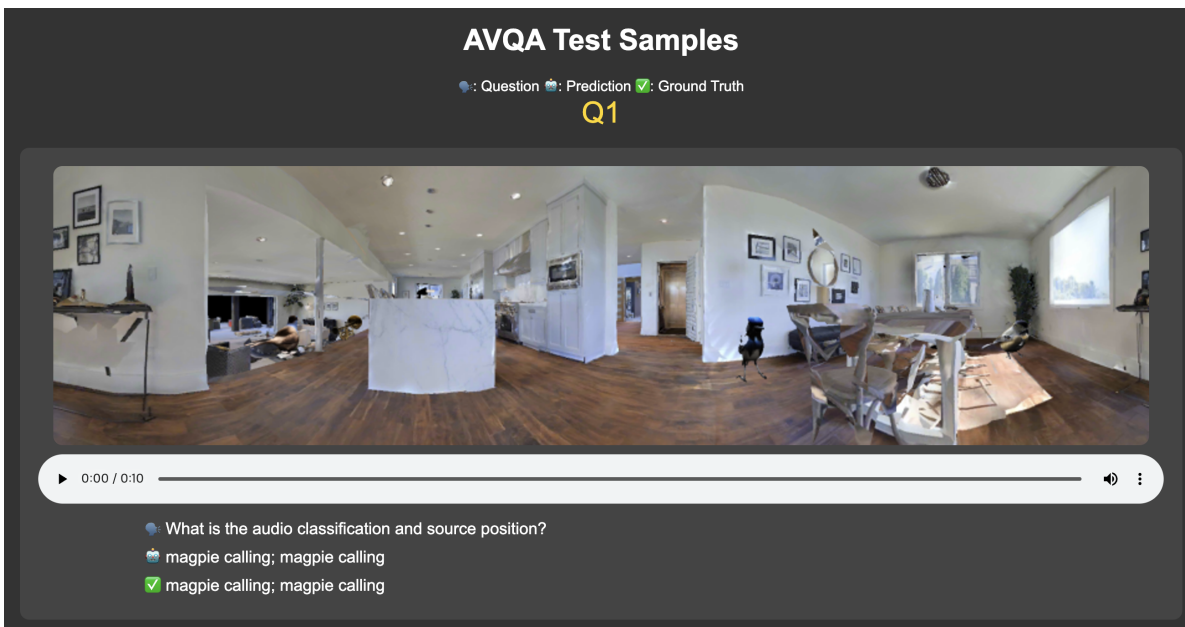 AVQA Test Samples
🗣️: Question 🤖: Prediction ✅: Ground Truth
Q1
0:00 / 0:10
🗣️ What is the audio classification and source position?
🤖 magpie calling; magpie calling
✅ magpie calling; magpie calling